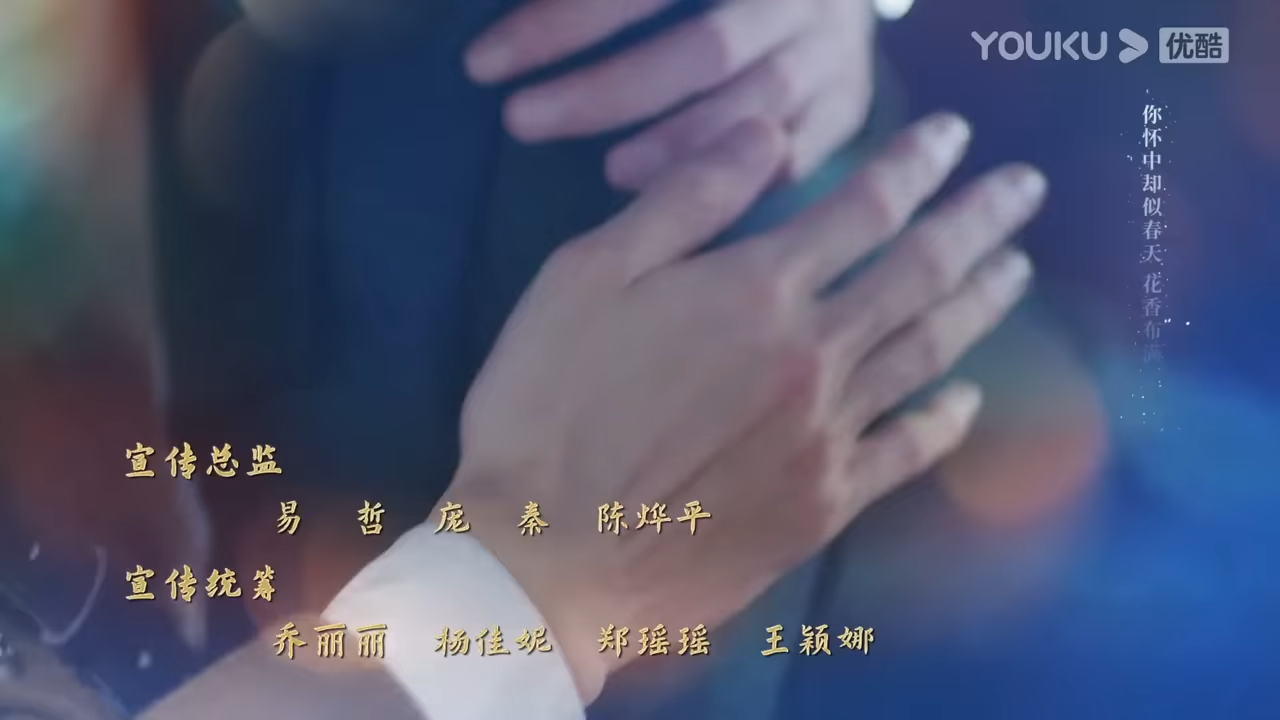 YOUKU 优酷
你怀中却似春天 花香布满
宣传总监
易 哲 庞 秦 陈烨平
宣传统筹
乔丽丽 杨佳妮 郑瑶瑶 王颖娜